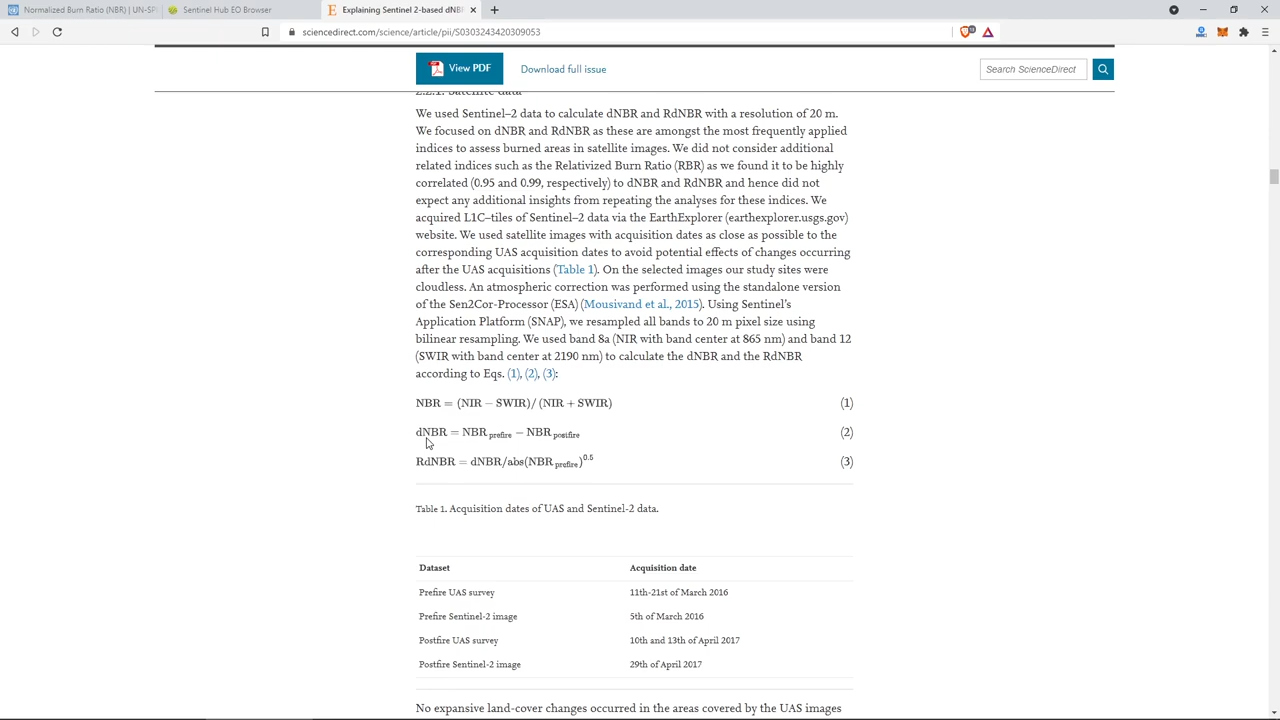 Normalized Burn Ratio (NBR) | UN-SPI
Sentinel Hub EO Browser
Explaining Sentinel 2-based dNB
sciencedirect.com/science/article/pii/S0303243420309053
View PDF
Download full issue
Search ScienceDirect
2.2.1. Satellite data
We used Sentinel–2 data to calculate dNBR and RdNBR with a resolution of 20 m.
We focused on dNBR and RdNBR as these are amongst the most frequently applied
indices to assess burned areas in satellite images. We did not consider additional
related indices such as the Relativized Burn Ratio (RBR) as we found it to be highly
correlated (0.95 and 0.99, respectively) to dNBR and RdNBR and hence did not
expect any additional insights from repeating the analyses for these indices. We
acquired L1C–tiles of Sentinel–2 data via the EarthExplorer (earthexplorer.usgs.gov)
website. We used satellite images with acquisition dates as close as possible to the
corresponding UAS acquisition dates to avoid potential effects of changes occurring
after the UAS acquisitions (Table 1). On the selected images our study sites were
cloudless. An atmospheric correction was performed using the standalone version
of the Sen2Cor-Processor (ESA) (Mousivand et al., 2015). Using Sentinel's
Application Platform (SNAP), we resampled all bands to 20 m pixel size using
bilinear resampling. We used band 8a (NIR with band center at 865 nm) and band 12
(SWIR with band center at 2190 nm) to calculate the dNBR and the RdNBR
according to Eqs. (1), (2), (3):
NBR = (NIR − SWIR)/(NIR + SWIR) (1)
dNBR = NBR prefire − NBR postfire (2)
RdNBR = dNBR/abs(NBR prefire)^0.5 (3)
Table 1. Acquisition dates of UAS and Sentinel-2 data.
Dataset Acquisition date
Prefire UAS survey 11th-21st of March 2016
Prefire Sentinel-2 image 5th of March 2016
Postfire UAS survey 10th and 13th of April 2017
Postfire Sentinel-2 image 29th of April 2017
No expansive land-cover changes occurred in the areas covered by the UAS images